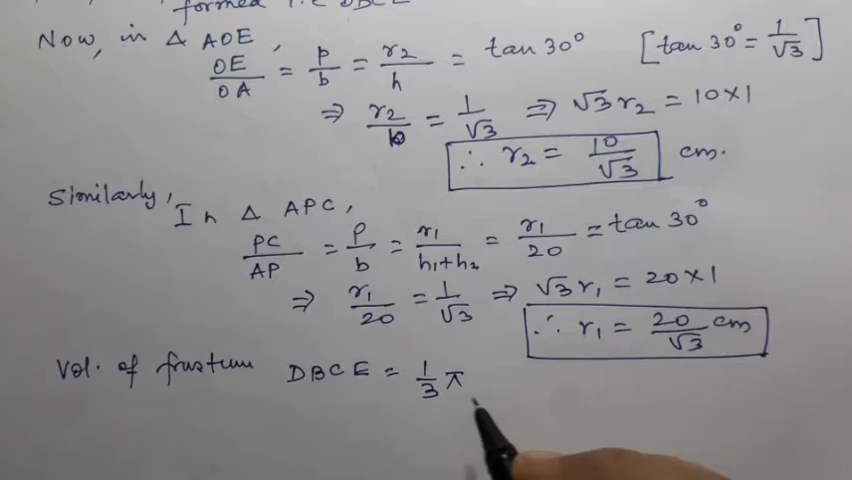 formed i.e DBCE
Now, in Δ AOE,
OE/OA = p/b = r₂/h = tan 30° [tan 30° = 1/√3]
⇒ r₂/10 = 1/√3 ⇒ √3 r₂ = 10×1
∴ r₂ = 10/√3 cm.
Similarly,
In Δ APC,
PC/AP = p/b = r₁/h₁+h₂ = r₁/20 = tan 30°
⇒ r₁/20 = 1/√3 ⇒ √3 r₁ = 20×1
∴ r₁ = 20/√3 cm
Vol. of frustum DBCE = 1/3 π